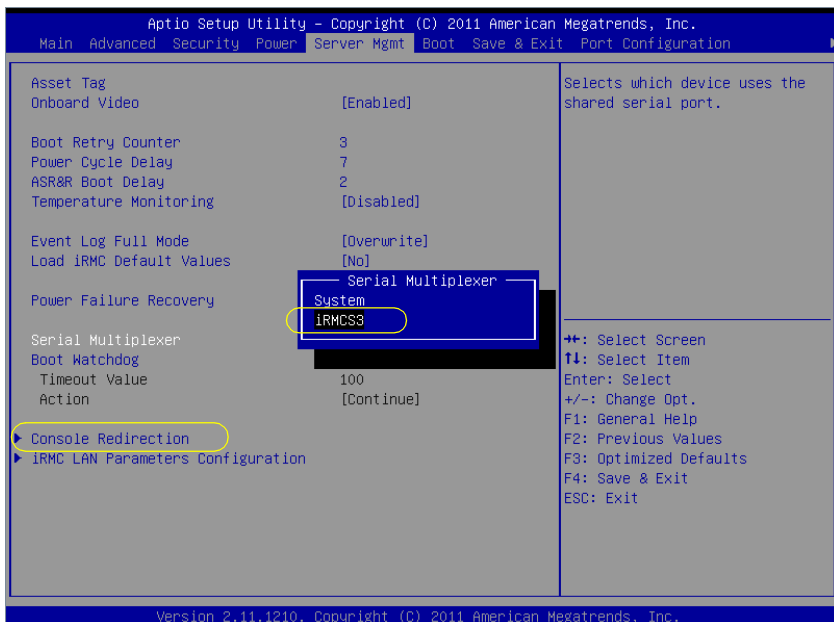 Aptio Setup Utility – Copyright (C) 2011 American Megatrends, Inc.
Main Advanced Security Power Server Mgmt Boot Save & Exit Port Configuration
Asset Tag
Onboard Video [Enabled]
Boot Retry Counter 3
Power Cycle Delay 7
ASR&R Boot Delay 2
Temperature Monitoring [Disabled]
Event Log Full Mode [Overwrite]
Load iRMC Default Values [No]
Power Failure Recovery
Serial Multiplexer
Boot Watchdog
Timeout Value 100
Action [Continue]
Console Redirection
iRMC LAN Parameters Configuration
Serial Multiplexer
System
iRMCS3
Selects which device uses the
shared serial port.
→←: Select Screen
↑↓: Select Item
Enter: Select
+/-: Change Opt.
F1: General Help
F2: Previous Values
F3: Optimized Defaults
F4: Save & Exit
ESC: Exit
Version 2.11.1210. Copyright (C) 2011 American Megatrends, Inc.